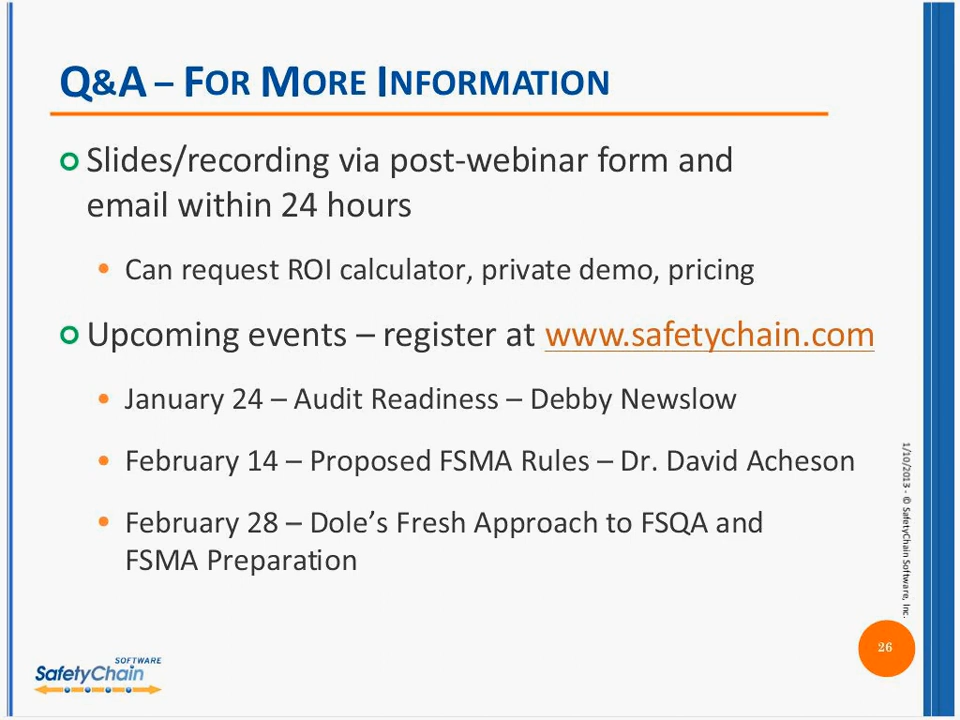 Q&A – FOR MORE INFORMATION
Slides/recording via post-webinar form and
email within 24 hours
Can request ROI calculator, private demo, pricing
Upcoming events – register at www.safetychain.com
January 24 – Audit Readiness – Debby Newslow
February 14 – Proposed FSMA Rules – Dr. David Acheson
February 28 – Dole’s Fresh Approach to FSQA and
FSMA Preparation
1/10/2013 - © SafetyChain Software, Inc.
26
SOFTWARE
SafetyChain